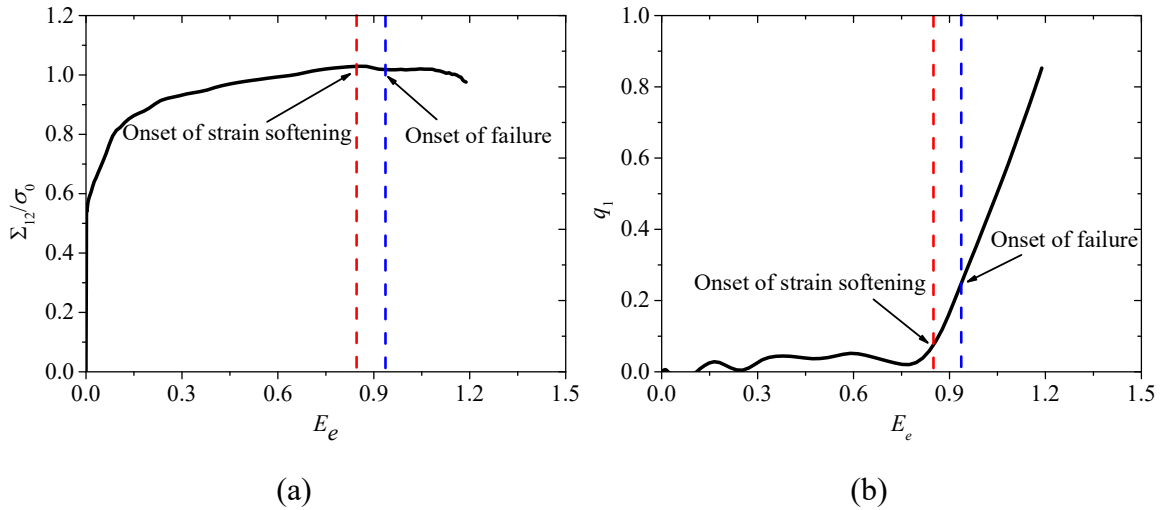 1.2
1.0
0.8
0.6
0.4
0.2
0.0
Σ₁₂/σ₀
Onset of strain softening
Onset of failure
0.0 0.3 0.6 0.9 1.2 1.5
Eₑ
(a)
1.0
0.8
0.6
0.4
0.2
0.0
q₁
Onset of failure
Onset of strain softening
0.0 0.3 0.6 0.9 1.2 1.5
Eₑ
(b)